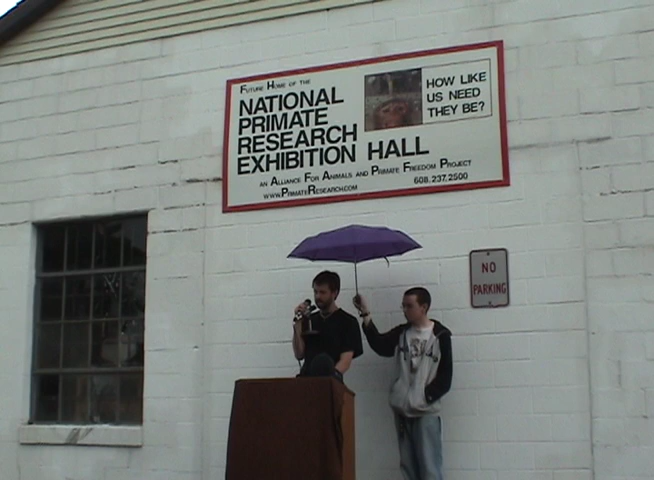 FUTURE HOME OF THE
NATIONAL
PRIMATE
RESEARCH
EXHIBITION HALL
HOW LIKE
US NEED
THEY BE?
AN ALLIANCE FOR ANIMALS AND PRIMATE FREEDOM PROJECT
WWW.PRIMATERESEARCH.COM
608.237.2500
NO
PARKING